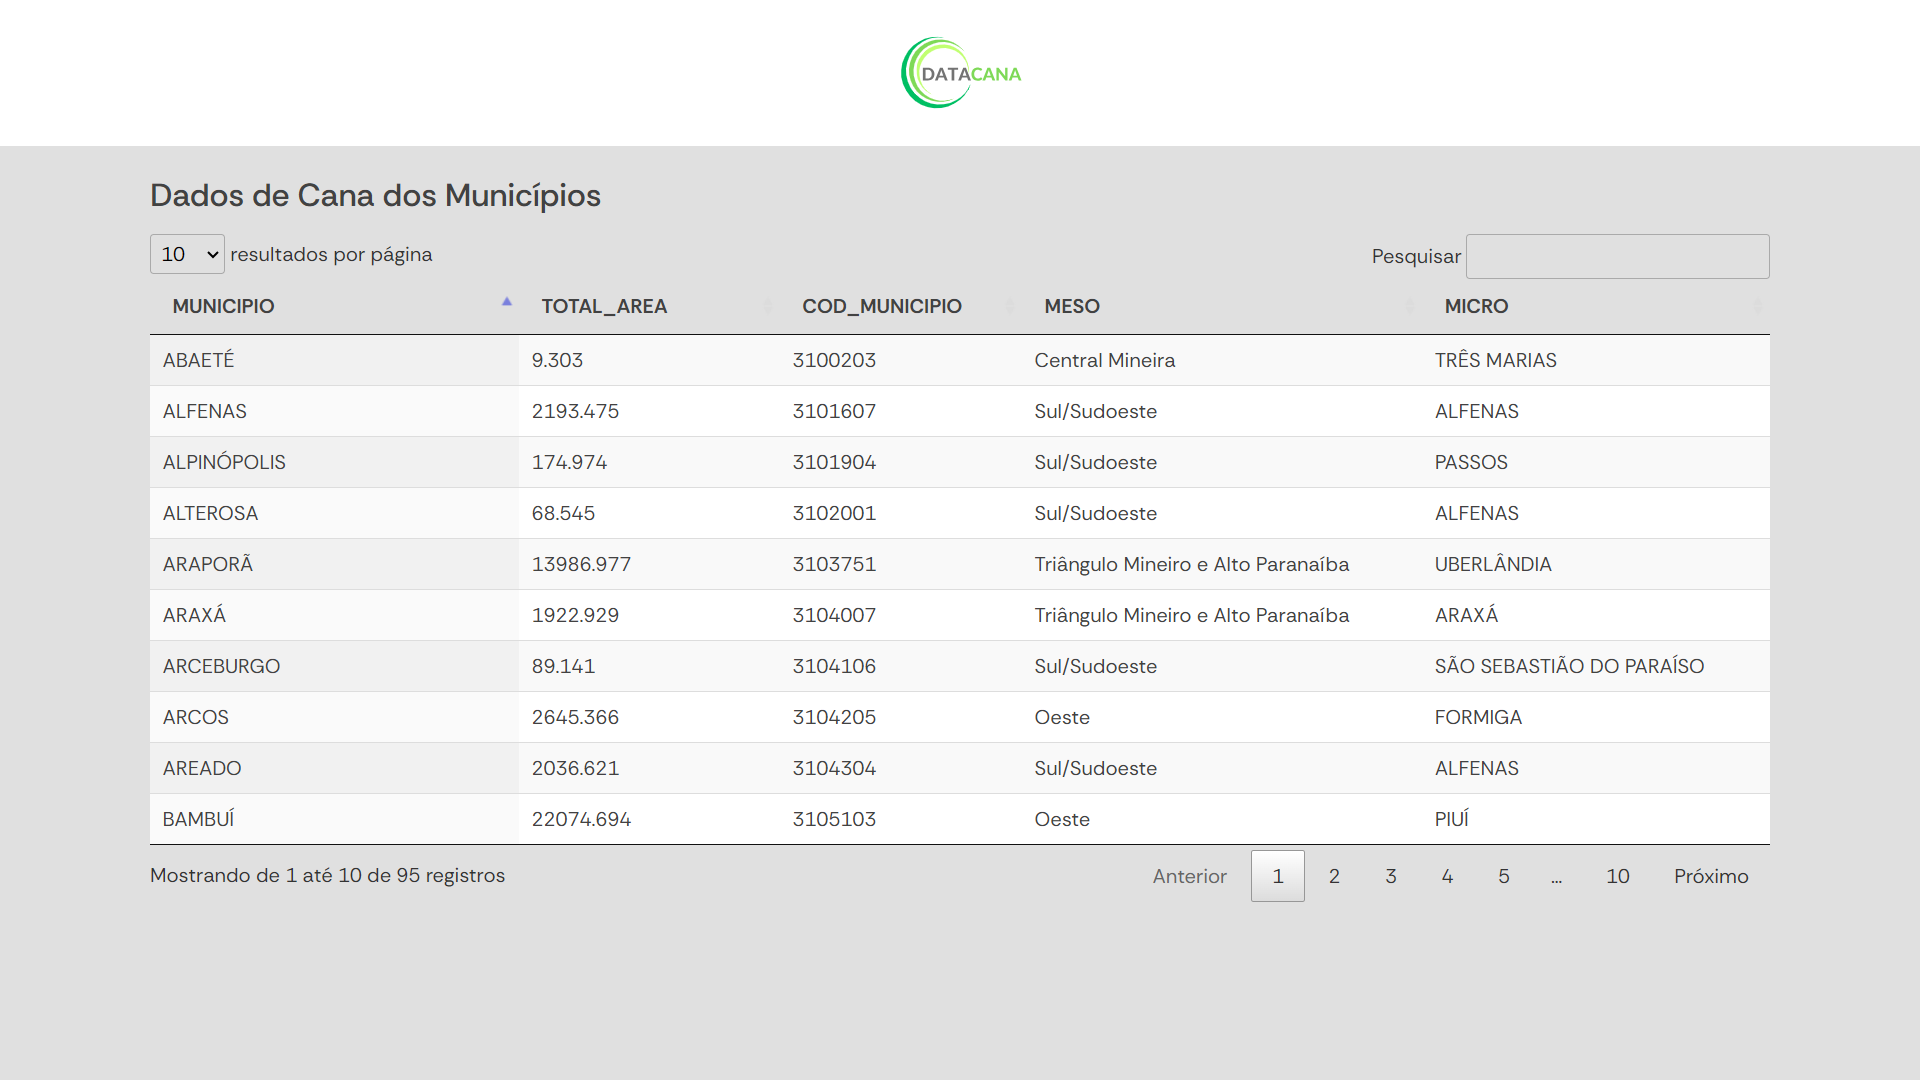 DATACANA
Dados de Cana dos Municípios
10 resultados por página
Pesquisar
MUNICIPIO TOTAL_AREA COD_MUNICIPIO MESO MICRO
ABAETÉ 9.303 3100203 Central Mineira TRÊS MARIAS
ALFENAS 2193.475 3101607 Sul/Sudoeste ALFENAS
ALPINÓPOLIS 174.974 3101904 Sul/Sudoeste PASSOS
ALTEROSA 68.545 3102001 Sul/Sudoeste ALFENAS
ARAPORÃ 13986.977 3103751 Triângulo Mineiro e Alto Paranaíba UBERLÂNDIA
ARAXÁ 1922.929 3104007 Triângulo Mineiro e Alto Paranaíba ARAXÁ
ARCEBURGO 89.141 3104106 Sul/Sudoeste SÃO SEBASTIÃO DO PARAÍSO
ARCOS 2645.366 3104205 Oeste FORMIGA
AREADO 2036.621 3104304 Sul/Sudoeste ALFENAS
BAMBUÍ 22074.694 3105103 Oeste PIUÍ
Mostrando de 1 até 10 de 95 registros
Anterior 1 2 3 4 5 … 10 Próximo